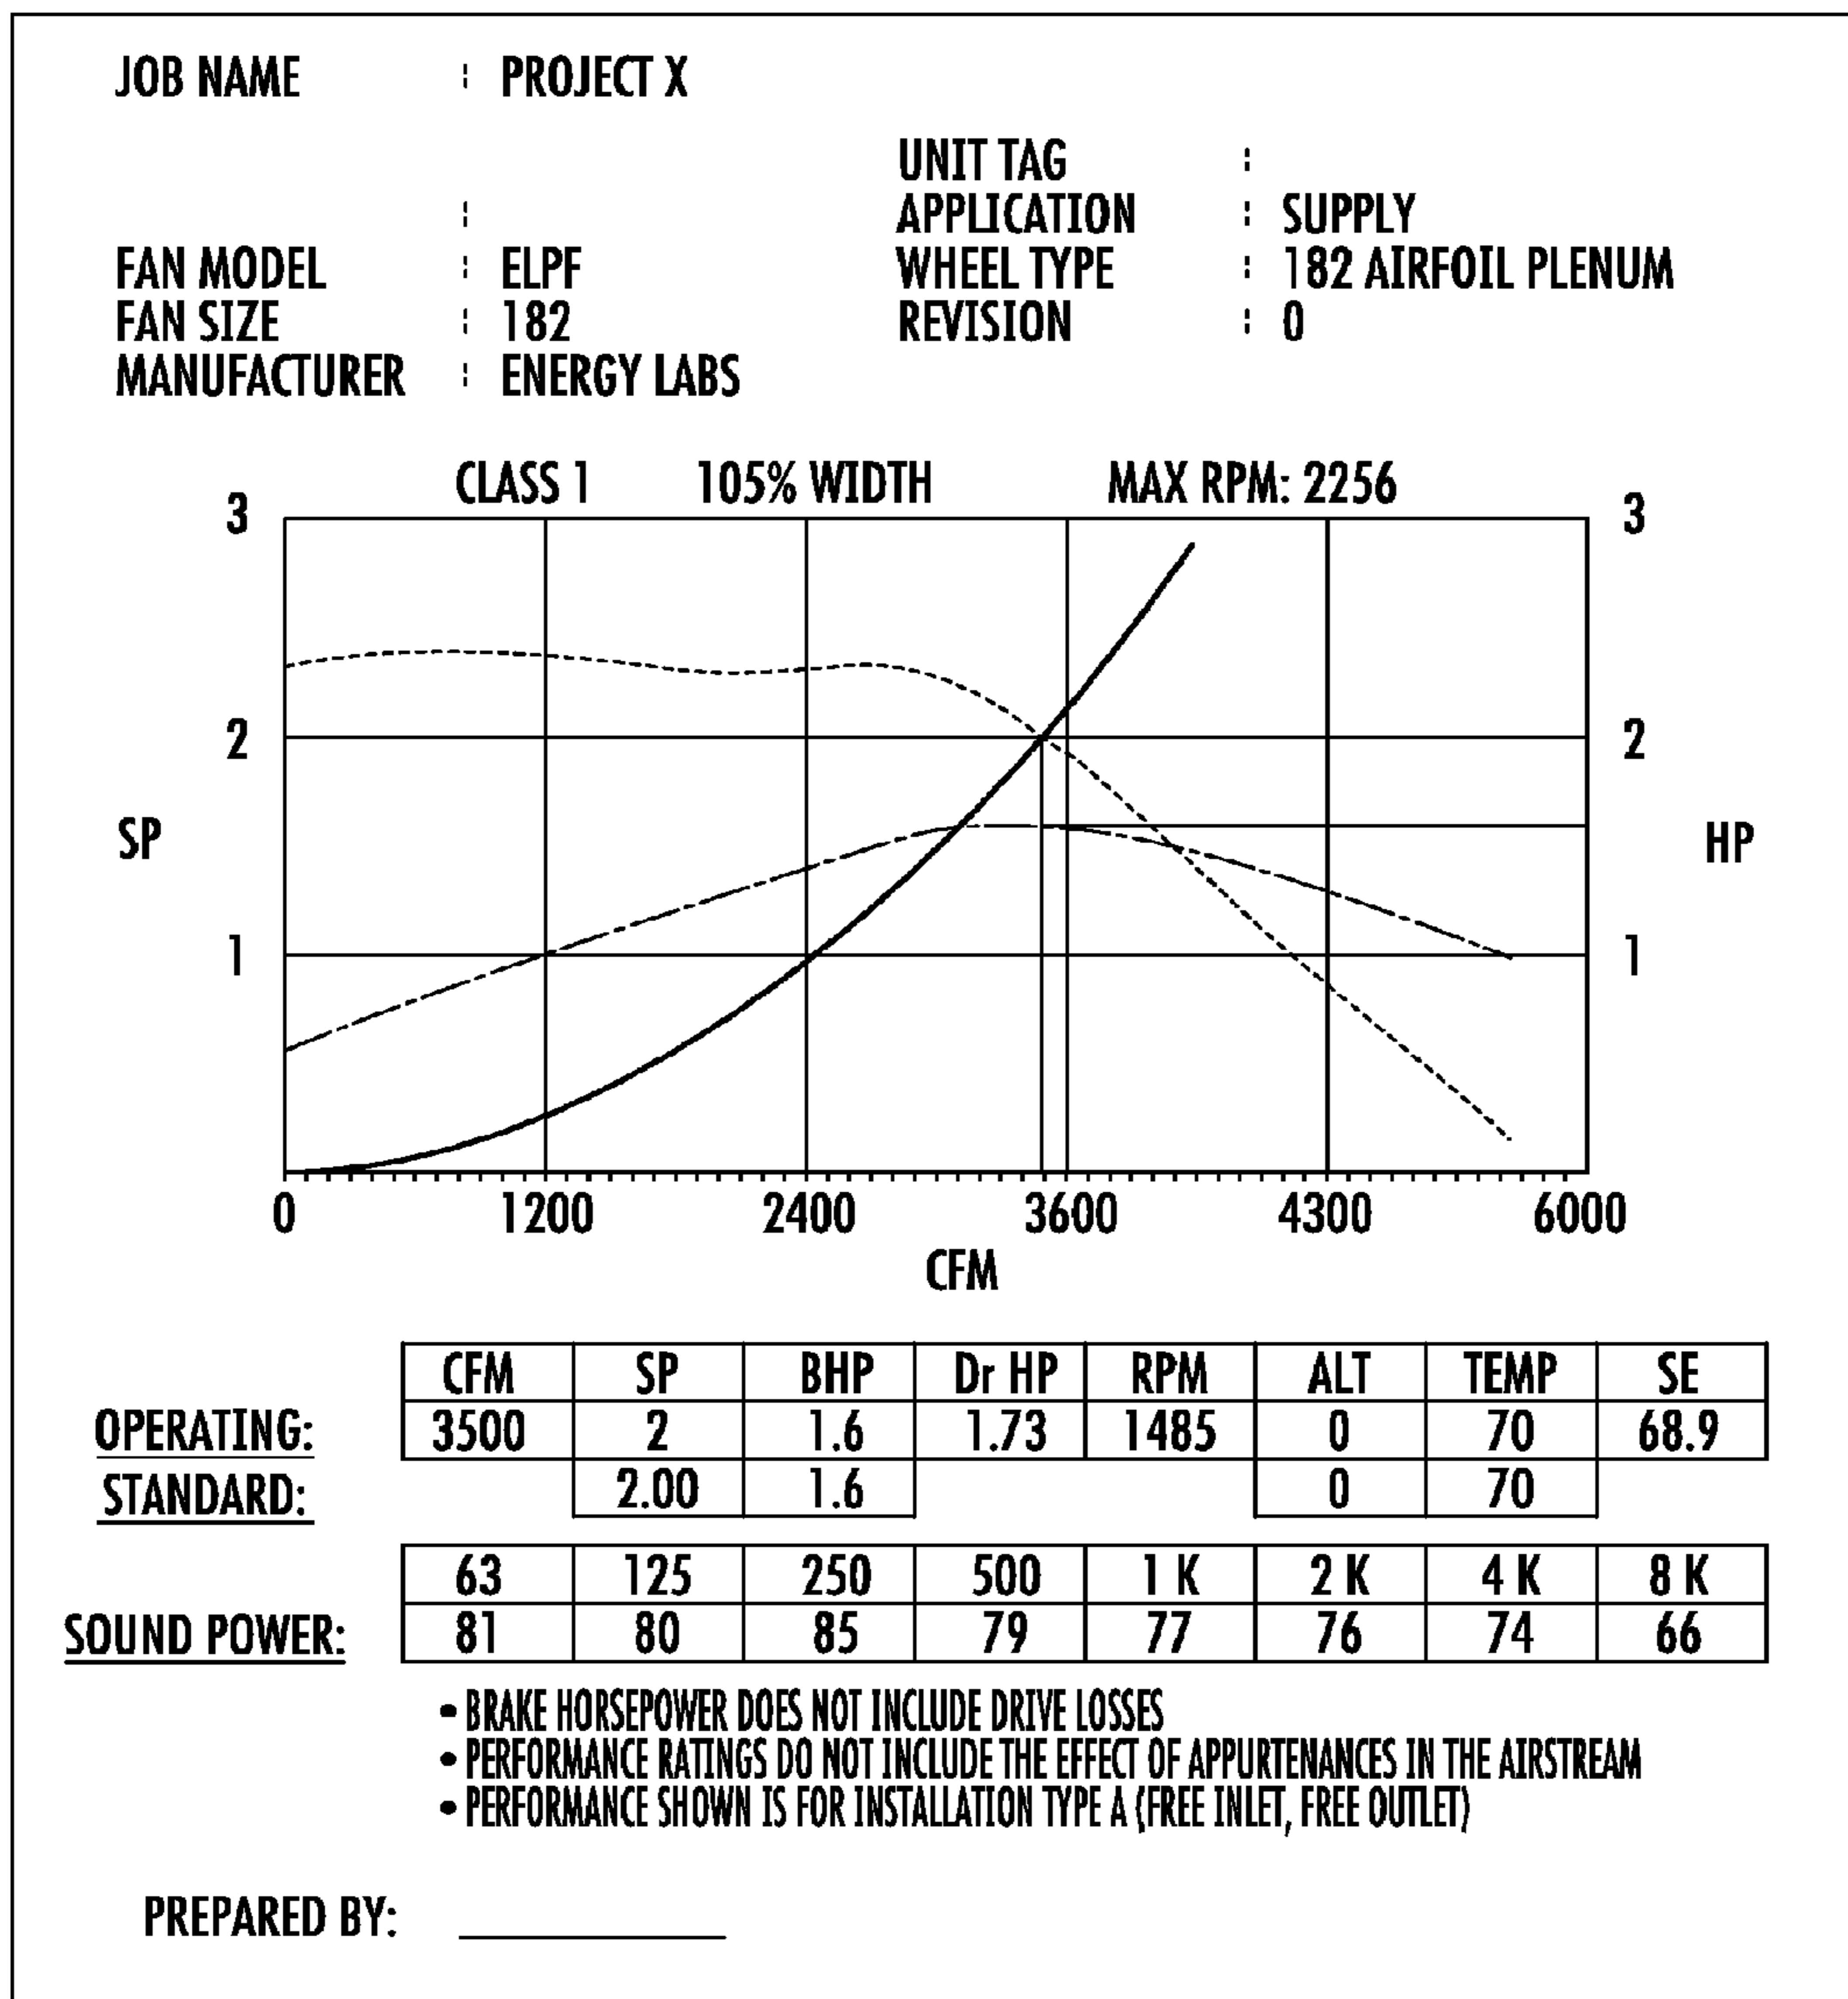 JOB NAME : PROJECT X
UNIT TAG :
: APPLICATION : SUPPLY
FAN MODEL : ELPF WHEEL TYPE : 182 AIRFOIL PLENUM
FAN SIZE : 182 REVISION : 0
MANUFACTURER : ENERGY LABS
CLASS 1 105% WIDTH MAX RPM: 2256
3 3
2 2
SP HP
1 1
0 1200 2400 3600 4300 6000
CFM
CFM SP BHP Dr HP RPM ALT TEMP SE
OPERATING: 3500 2 1.6 1.73 1485 0 70 68.9
STANDARD: 2.00 1.6 0 70
63 125 250 500 1 K 2 K 4 K 8 K
SOUND POWER: 81 80 85 79 77 76 74 66
• BRAKE HORSEPOWER DOES NOT INCLUDE DRIVE LOSSES
• PERFORMANCE RATINGS DO NOT INCLUDE THE EFFECT OF APPURTENANCES IN THE AIRSTREAM
• PERFORMANCE SHOWN IS FOR INSTALLATION TYPE A (FREE INLET, FREE OUTLET)
PREPARED BY: